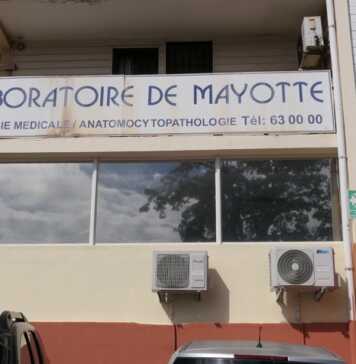 BORATOIRE DE MAYOTTE
IE MEDICALE / ANATOMOCYTOPATHOLOGIE Tél: 63 00 00